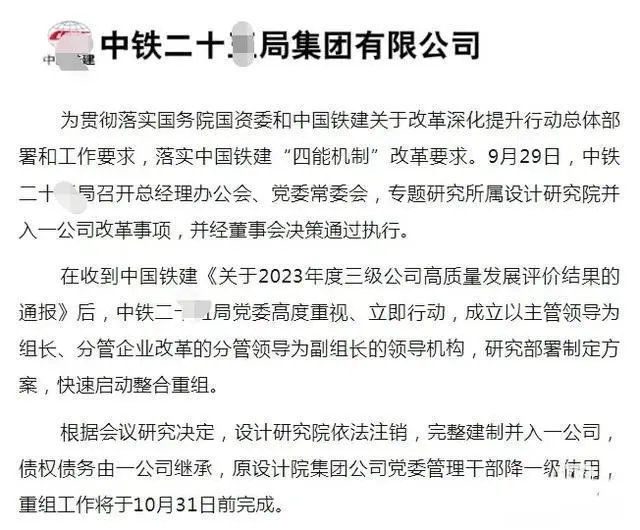 中 建
中铁二十 局集团有限公司
为贯彻落实国务院国资委和中国铁建关于改革深化提升行动总体部
署和工作要求，落实中国铁建“四能机制”改革要求。9月29日，中铁
二十 局召开总经理办公会、党委常委会，专题研究所属设计研究院并
入一公司改革事项，并经董事会决策通过执行。
在收到中国铁建《关于2023年度三级公司高质量发展评价结果的
通报》后，中铁二十 局党委高度重视、立即行动，成立以主管领导为
组长、分管企业改革的分管领导为副组长的领导机构，研究部署制定方
案，快速启动整合重组。
根据会议研究决定，设计研究院依法注销，完整建制并入一公司，
债权债务由一公司继承，原设计院集团公司党委管理干部降一级使用，
重组工作将于10月31日前完成。